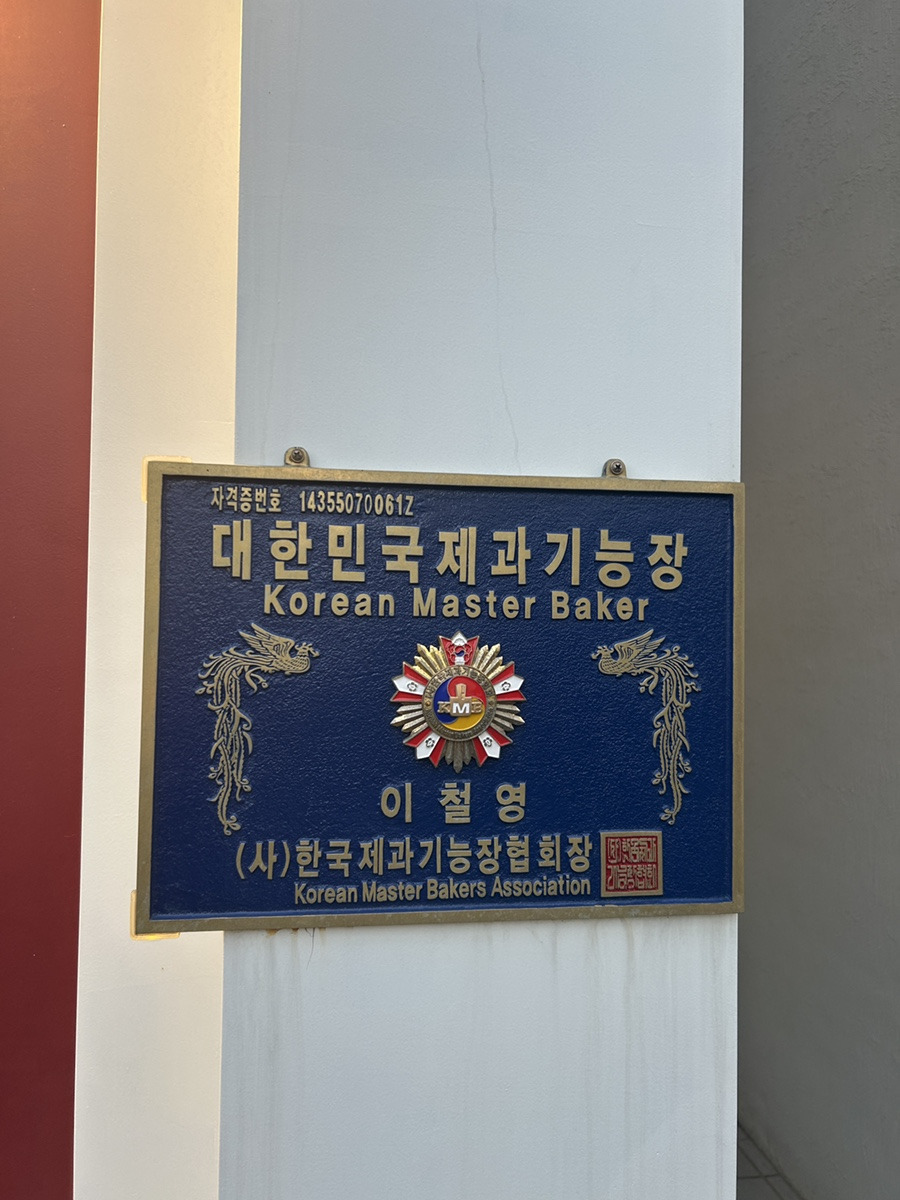 자격증번호 14355070061Z
대한민국제과기능장
Korean Master Baker
KMB
이철영
(사)한국제과기능장협회장
Korean Master Bakers Association